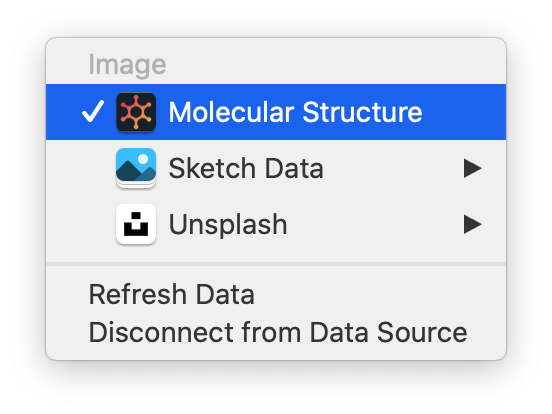 Image
Molecular Structure
Sketch Data
Unsplash
Refresh Data
Disconnect from Data Source